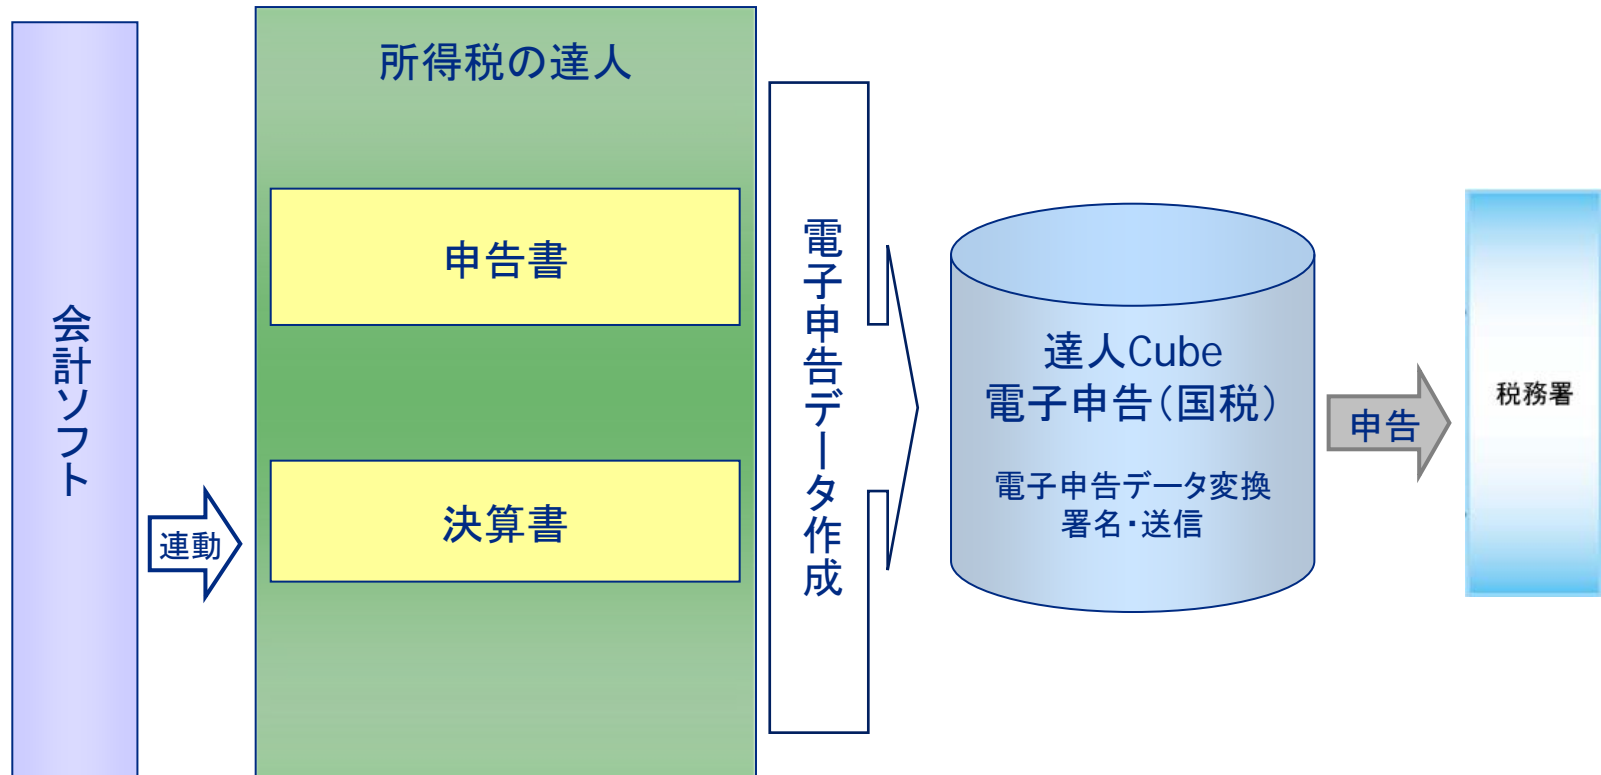 会計ソフト
連動
所得税の達人
申告書
決算書
電子申告データ作成
達人Cube
電子申告(国税)
電子申告データ変換
署名・送信
申告
税務署